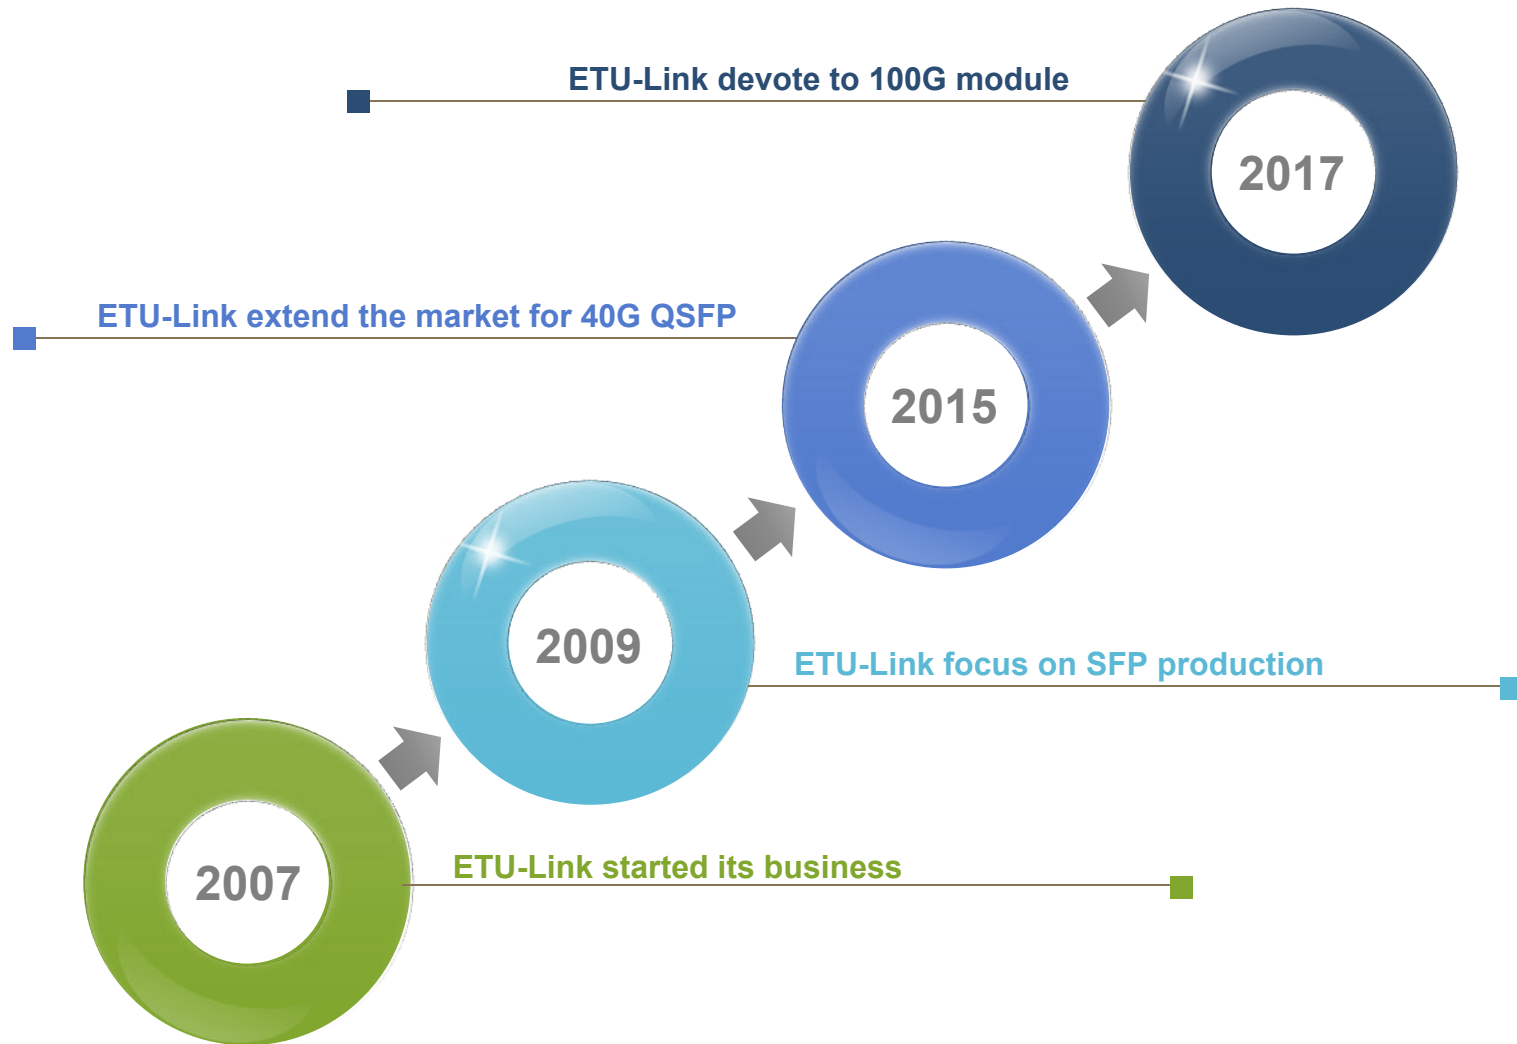 ETU-Link devote to 100G module
2017
ETU-Link extend the market for 40G QSFP
2015
2009
ETU-Link focus on SFP production
2007
ETU-Link started its business